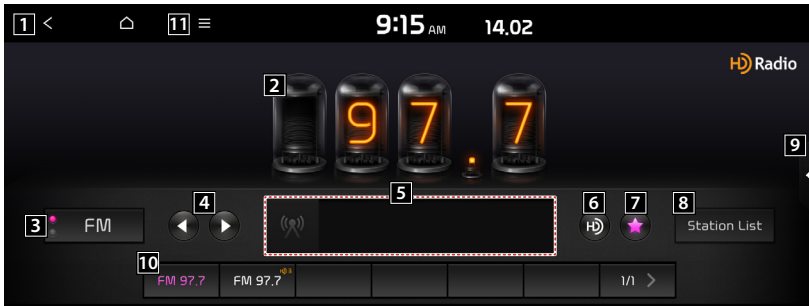 1 < 11 ≡ 9:15 AM 14.02
HD Radio
2 97.7
9
3 FM 4 5 6 HD 7 8 Station List
10 FM 97.7 FM 97.7 1/1 >